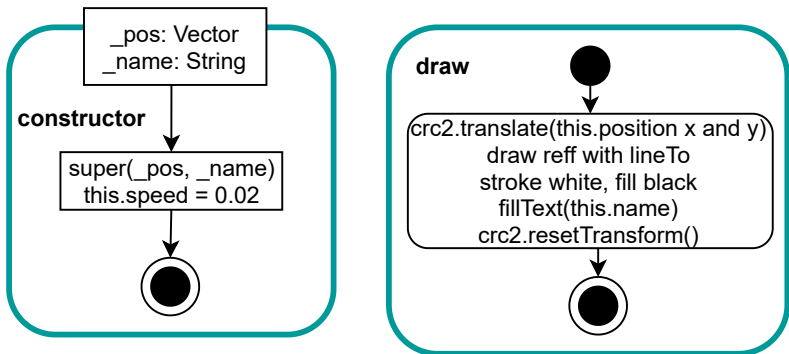 _pos: Vector
_name: String
constructor
super(_pos, _name)
this.speed = 0.02
draw
crc2.translate(this.position x and y)
draw reff with lineTo
stroke white, fill black
fillText(this.name)
crc2.resetTransform()